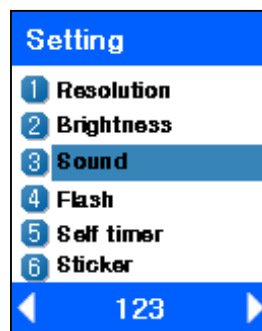 Setting
1 Resolution
2 Brightness
3 Sound
4 Flash
5 Self timer
6 Sticker
123